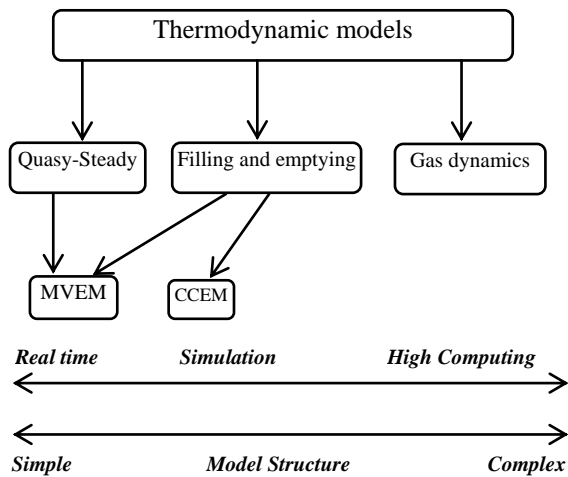 Thermodynamic models
Quasy-Steady
Filling and emptying
Gas dynamics
MVEM
CCEM
Real time
Simulation
High Computing
Simple
Model Structure
Complex